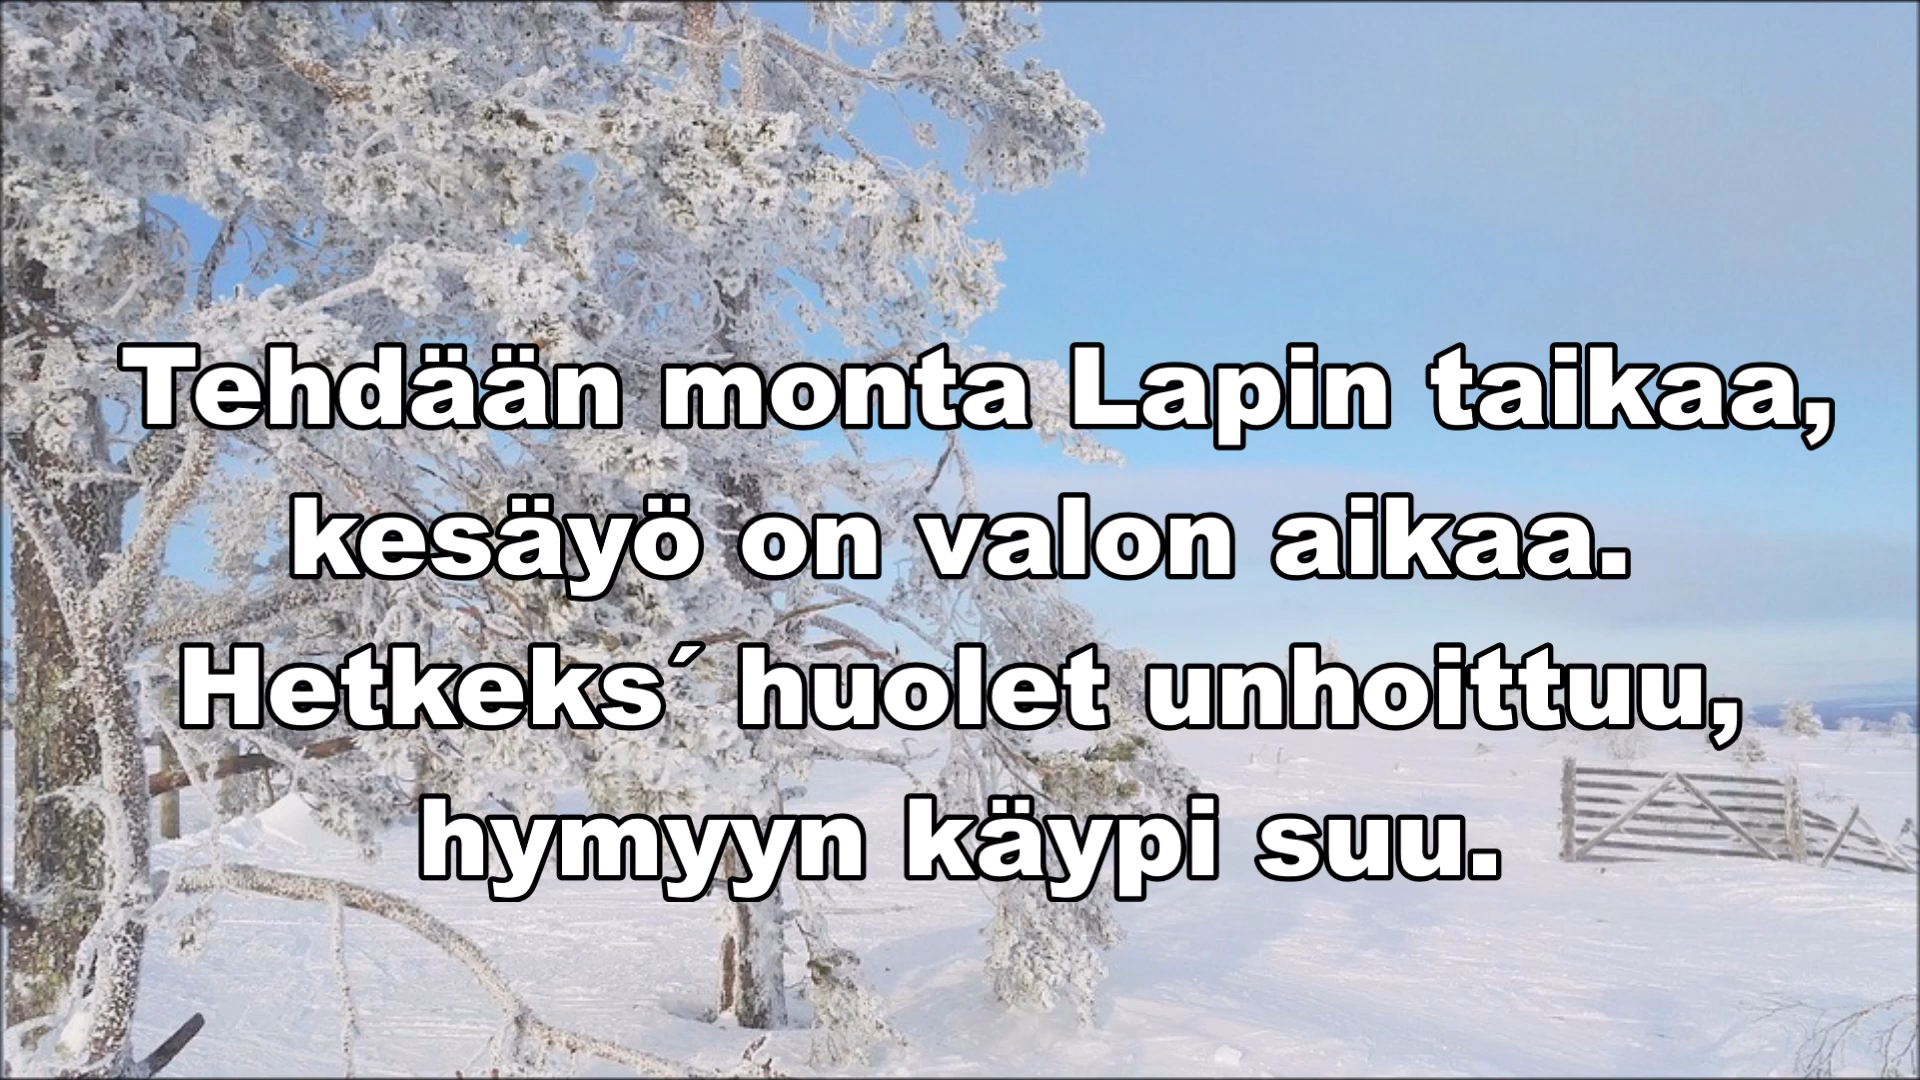 Tehdään monta Lapin taikaa,
kesäyö on valon aikaa.
Hetkeks´ huolet unhoittuu,
hymyyn käypi suu.